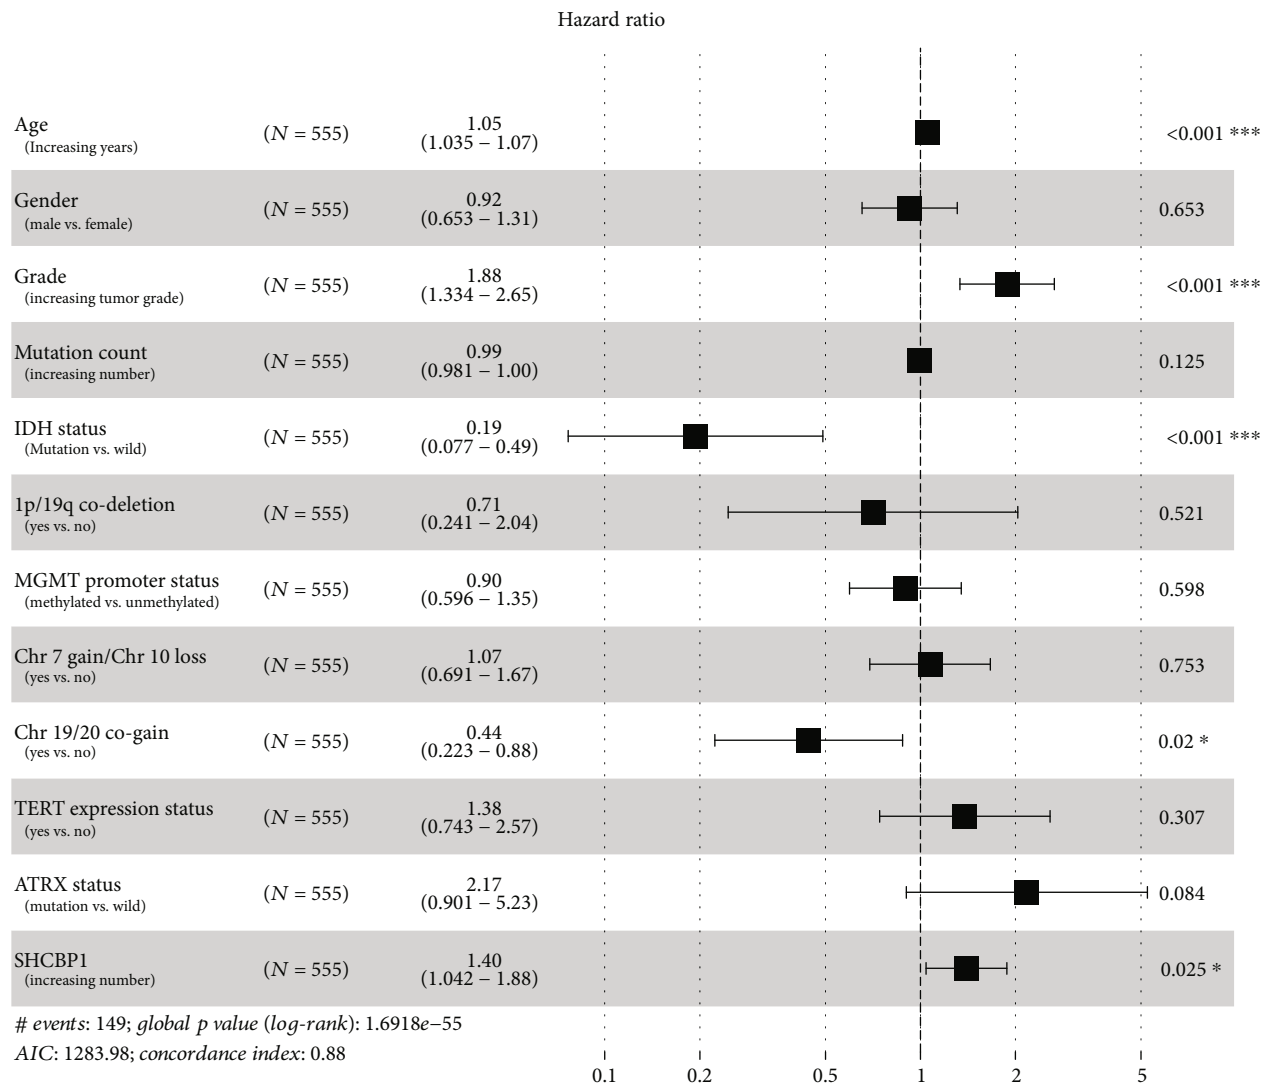 Hazard ratio
Age (N = 555) 1.05 <0.001 ***
(Increasing years) (1.035 – 1.07)
Gender (N = 555) 0.92 0.653
(male vs. female) (0.653 – 1.31)
Grade (N = 555) 1.88 <0.001 ***
(increasing tumor grade) (1.334 – 2.65)
Mutation count (N = 555) 0.99 0.125
(increasing number) (0.981 – 1.00)
IDH status (N = 555) 0.19 <0.001 ***
(Mutation vs. wild) (0.077 – 0.49)
1p/19q co-deletion (N = 555) 0.71 0.521
(yes vs. no) (0.241 – 2.04)
MGMT promoter status (N = 555) 0.90 0.598
(methylated vs. unmethylated) (0.596 – 1.35)
Chr 7 gain/Chr 10 loss (N = 555) 1.07 0.753
(yes vs. no) (0.691 – 1.67)
Chr 19/20 co-gain (N = 555) 0.44 0.02 *
(yes vs. no) (0.223 – 0.88)
TERT expression status (N = 555) 1.38 0.307
(yes vs. no) (0.743 – 2.57)
ATRX status (N = 555) 2.17 0.084
(mutation vs. wild) (0.901 – 5.23)
SHCBP1 (N = 555) 1.40 0.025 *
(increasing number) (1.042 – 1.88)
# events: 149; global p value (log-rank): 1.6918e–55
AIC: 1283.98; concordance index: 0.88
0.1 0.2 0.5 1 2 5